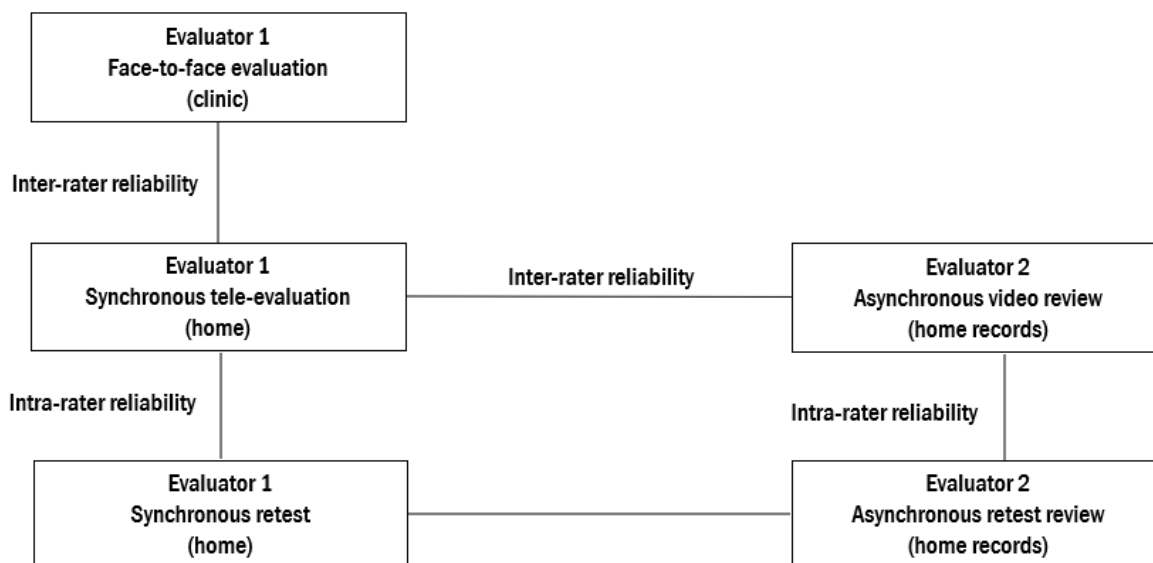 Evaluator 1
Face-to-face evaluation
(clinic)
Inter-rater reliability
Evaluator 1
Synchronous tele-evaluation
(home)
Inter-rater reliability
Evaluator 2
Asynchronous video review
(home records)
Intra-rater reliability
Intra-rater reliability
Evaluator 1
Synchronous retest
(home)
Evaluator 2
Asynchronous retest review
(home records)